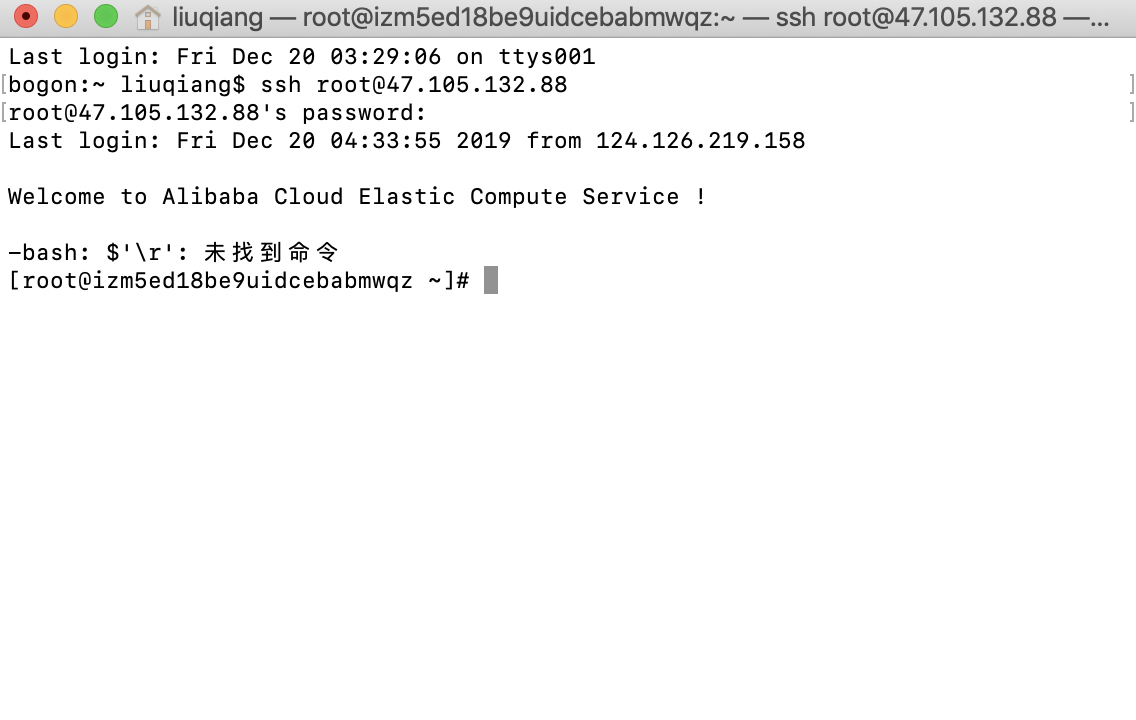 liuqiang — root@izm5ed18be9uidcebabmwqz:~ — ssh root@47.105.132.88 —...
Last login: Fri Dec 20 03:29:06 on ttys001
[bogon:~ liuqiang$ ssh root@47.105.132.88 ]
[root@47.105.132.88's password: ]
Last login: Fri Dec 20 04:33:55 2019 from 124.126.219.158
Welcome to Alibaba Cloud Elastic Compute Service !
-bash: $'\r': 未找到命令
[root@izm5ed18be9uidcebabmwqz ~]#